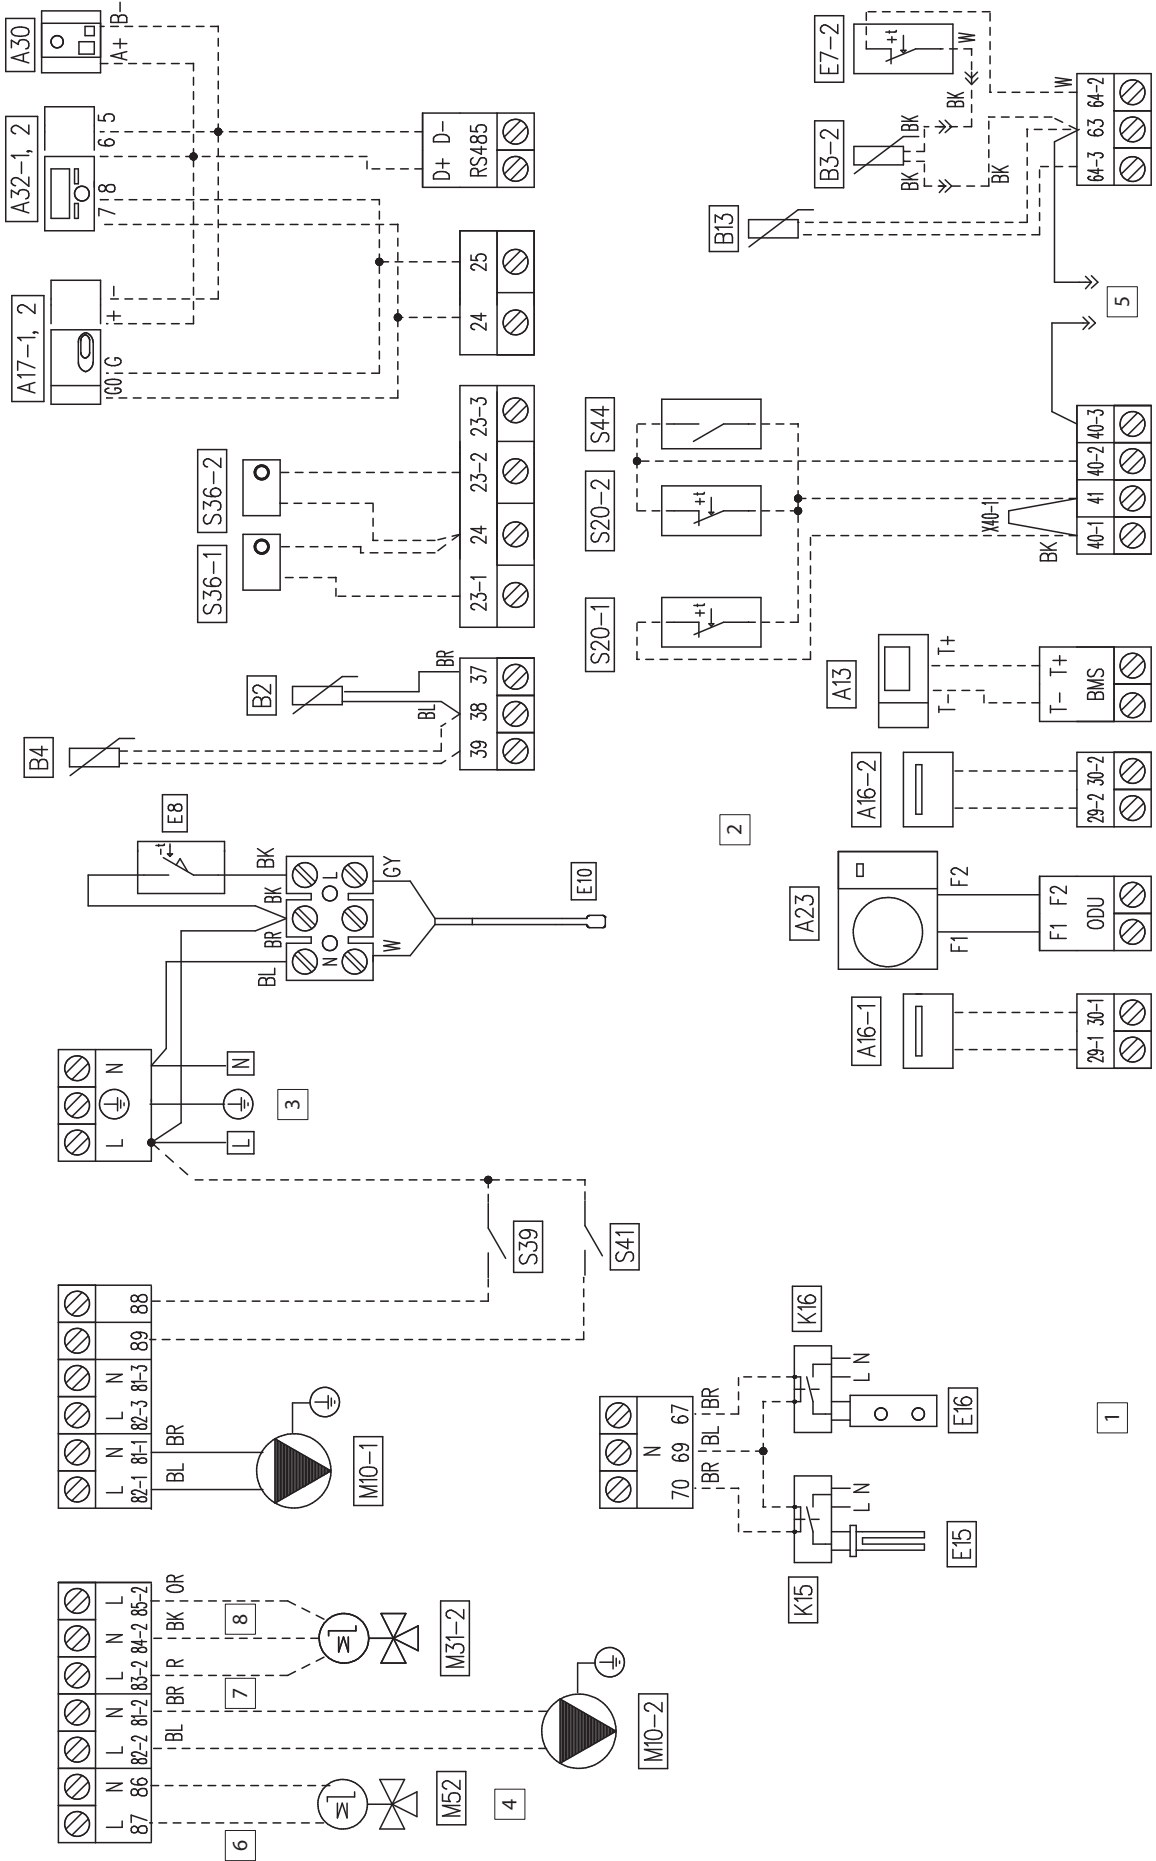 L N L N L N L
87 86 82-2 81-2 83-2 84-2 85-2
BL BR R BK OR
6
7
8
M52
4
M10-2
M31-2
L N L N L N
82-1 81-1 82-3 81-3 89 88
BL BR
M10-1
S39
S41
L N
L
N
3
BL BR BK BK
E8
-t
N L
W GY
E10
2
70 69 67
N
BR BL BR
K15
K16
L N
L N
E15
E16
1
B4
B2
BL
BR
39 38 37
S36-1
S36-2
23-1 24 23-2 23-3
A17-1, 2
G0 G + -
A32-1, 2
7 8 6 5
A30
A+ B-
24 25
D+ D-
RS485
A16-1
29-1 30-1
A23
F1 F2
F1 F2
ODU
A16-2
29-2 30-2
A13
T- T+
T- T+
BMS
S20-1
+t
S20-2
+t
S44
BK
X40-1
40-1 41 40-2 40-3
5
B13
B3-2
BK BK
BK
BK
E7-2
+t
W
W
64-3 63 64-2